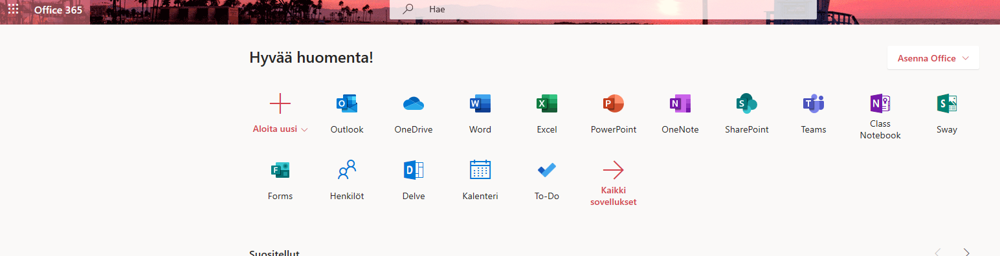 Office 365
Hae
Hyvää huomenta!
Asenna Office
Aloita uusi
Outlook
OneDrive
Word
Excel
PowerPoint
OneNote
SharePoint
Teams
Class
Notebook
Sway
Forms
Henkilöt
Delve
Kalenteri
To-Do
Kaikki
sovellukset
Suositellut